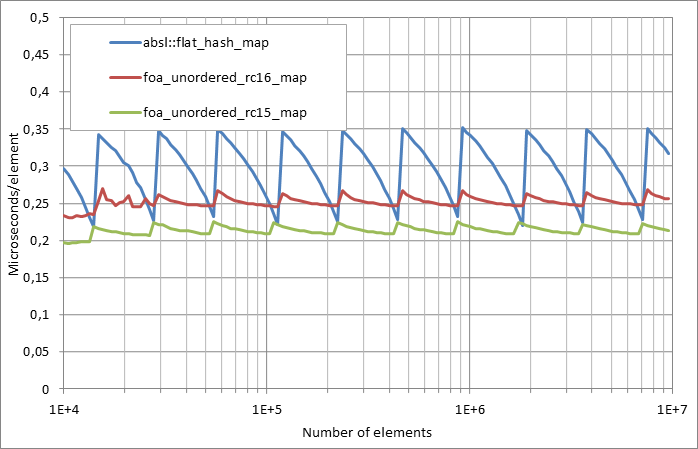 0,5
0,45
0,4
0,35
0,3
0,25
0,2
0,15
0,1
0,05
0
Microseconds/element
absl::flat_hash_map
foa_unordered_rc16_map
foa_unordered_rc15_map
1E+4 1E+5 1E+6 1E+7
Number of elements